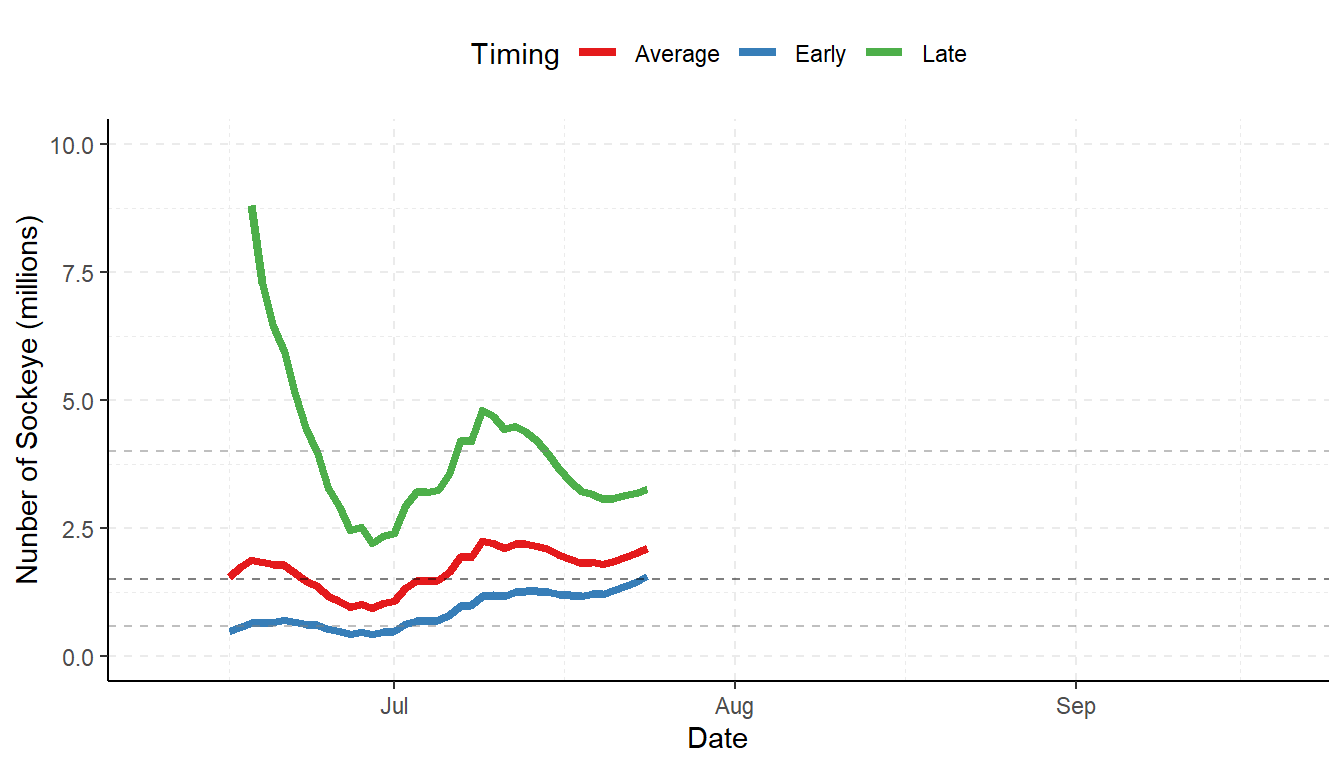 Timing Average Early Late
10.0
7.5
5.0
2.5
0.0
Nunber of Sockeye (millions)
Jul Aug Sep
Date